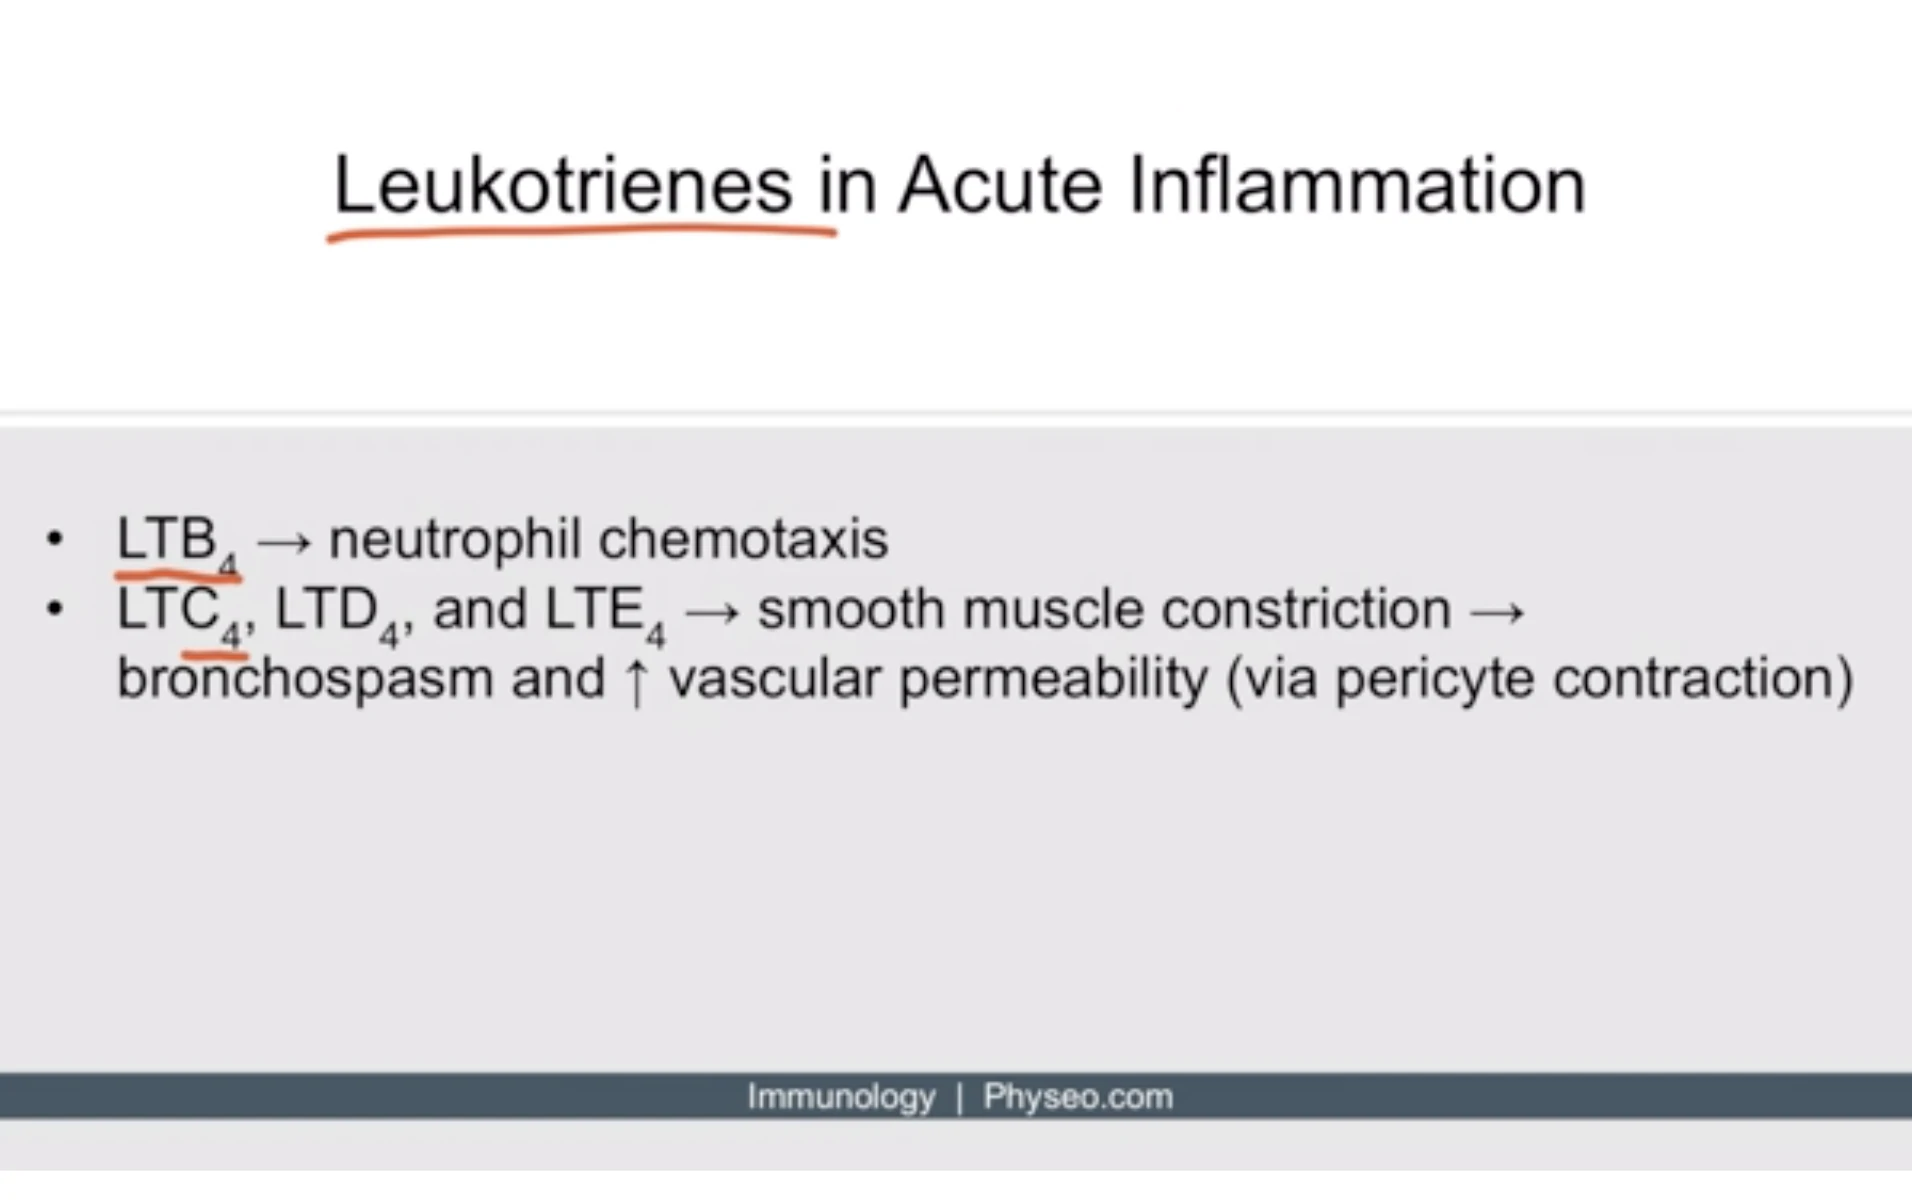 Leukotrienes in Acute Inflammation
• LTB₄ → neutrophil chemotaxis
• LTC₄, LTD₄, and LTE₄ → smooth muscle constriction →
bronchospasm and ↑ vascular permeability (via pericyte contraction)
Immunology | Physeo.com